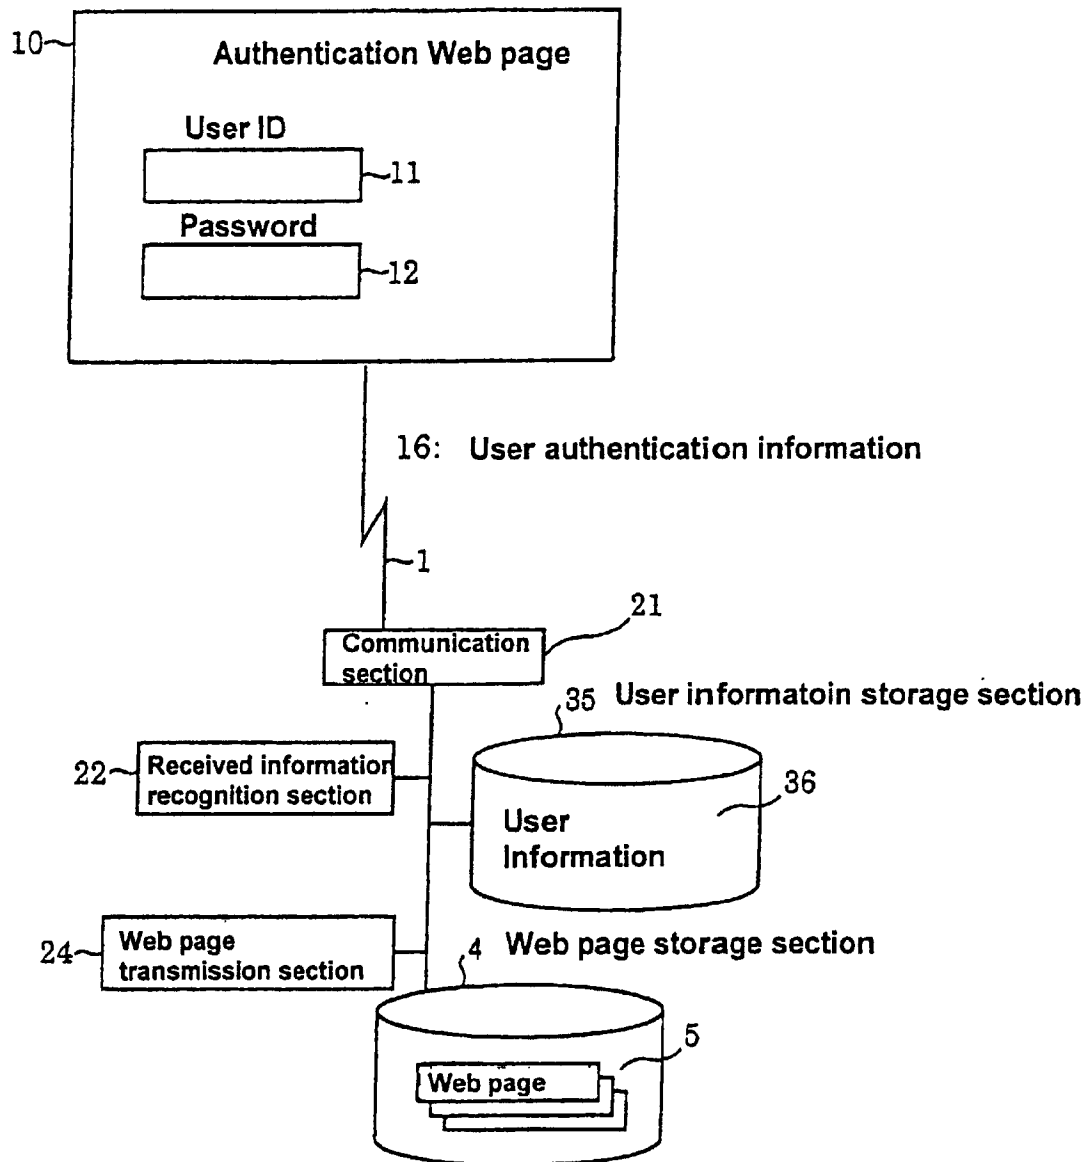 10
Authentication Web page
User ID
11
Password
12
16: User authentication information
1
21
Communication
section
35 User informatoin storage section
22
Received information
recognition section
36
User
Information
24
Web page
transmission section
4 Web page storage section
5
Web page